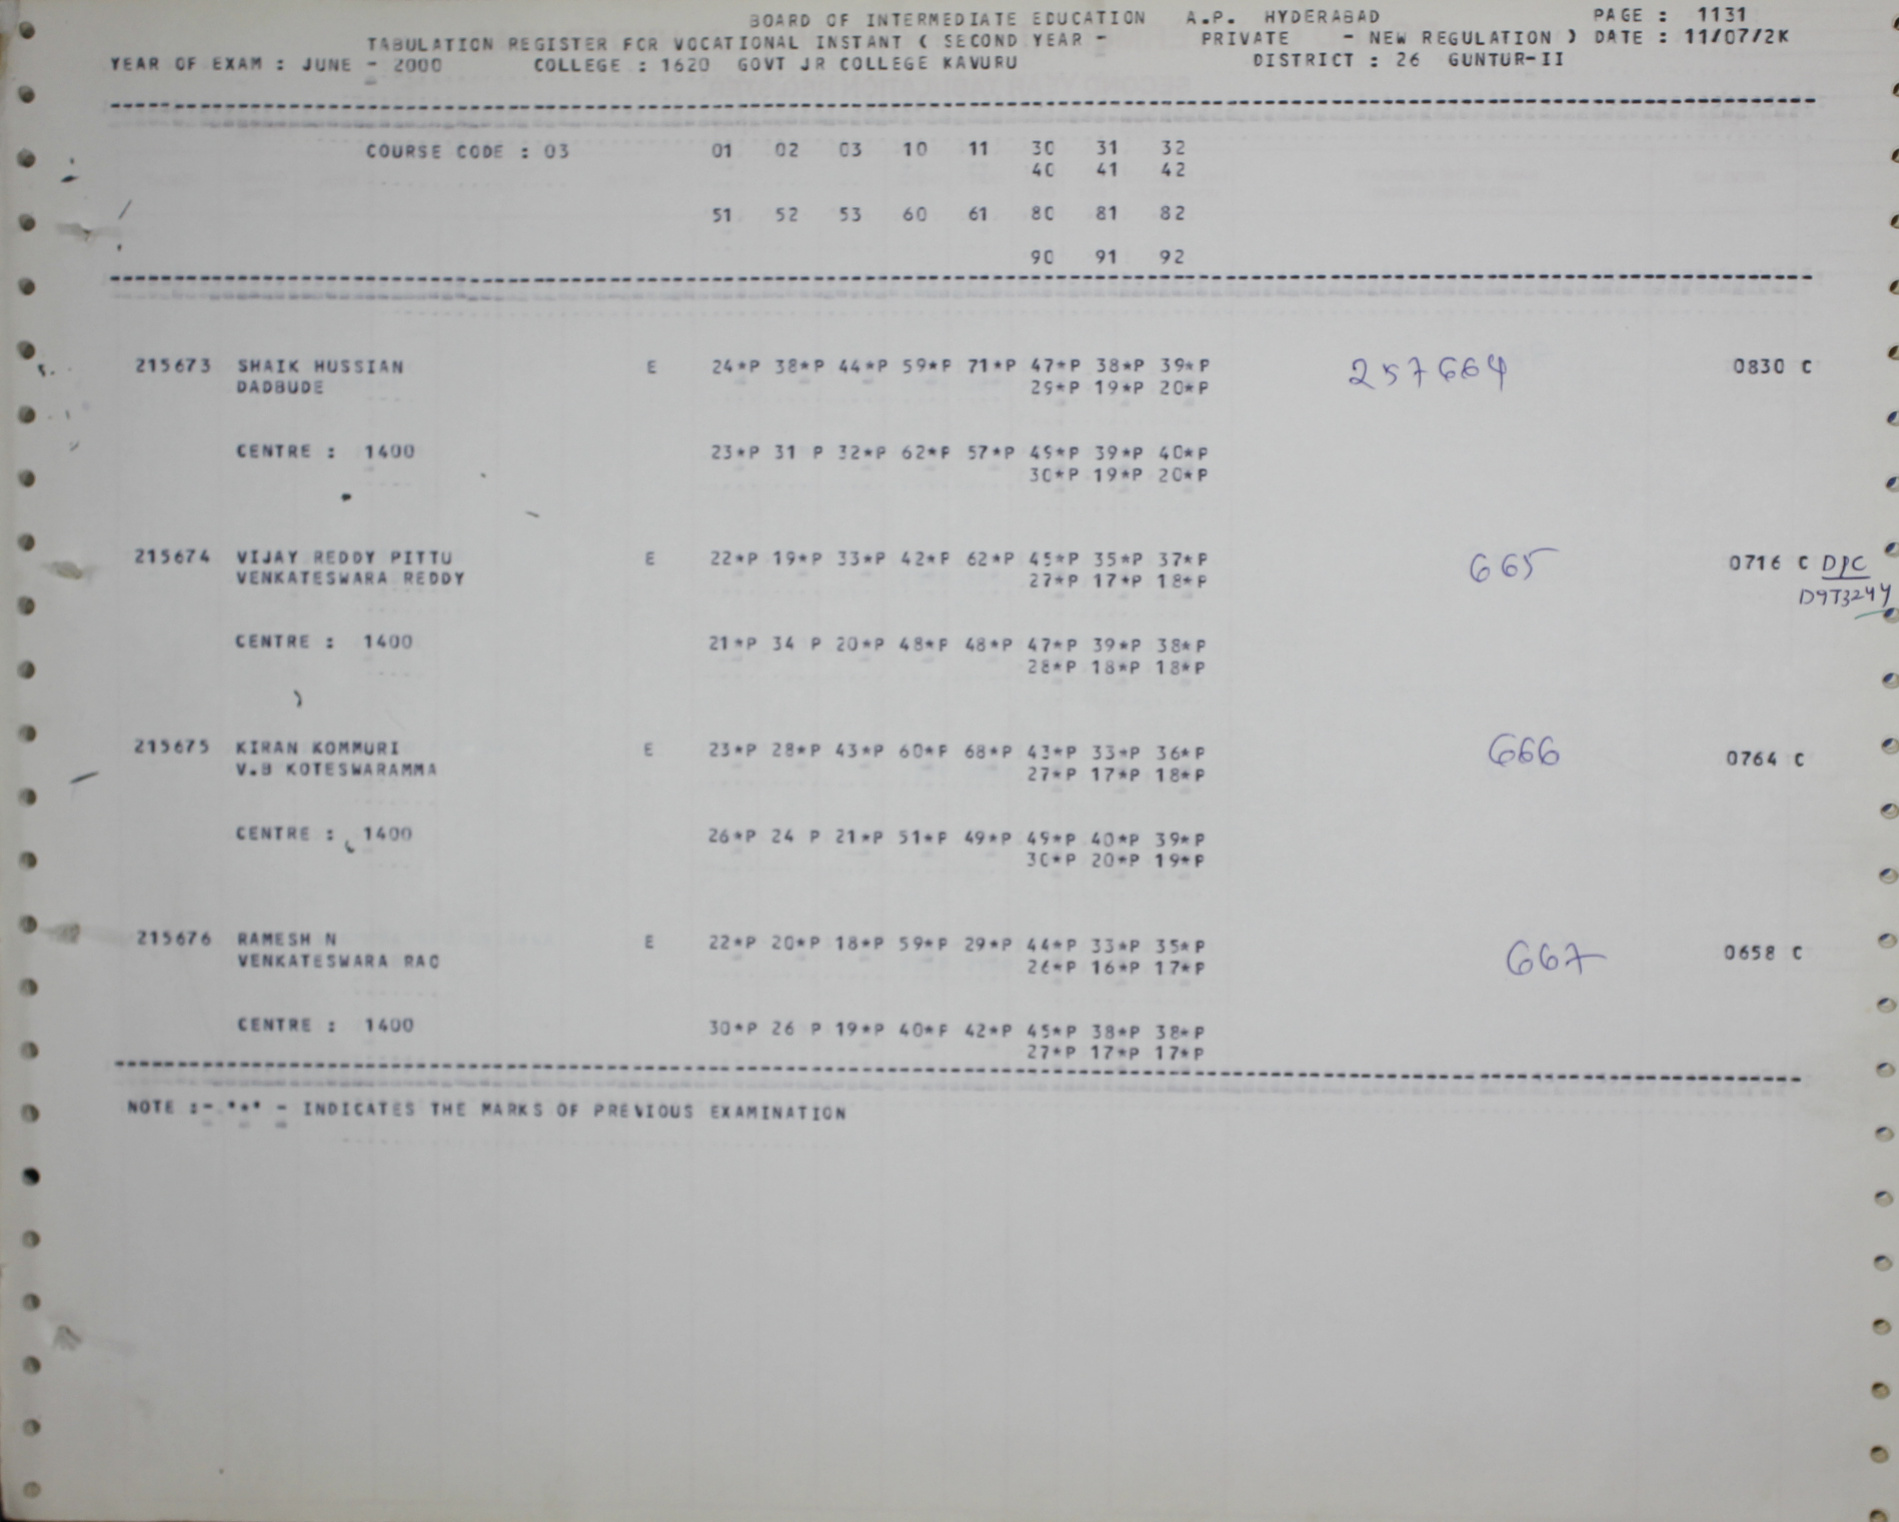 BOARD OF INTERMEDIATE EDUCATION A.P. HYDERABAD PAGE : 1131
TABULATION REGISTER FOR VOCATIONAL INSTANT ( SECOND YEAR - PRIVATE - NEW REGULATION ) DATE : 11/07/2K
YEAR OF EXAM : JUNE - 2000 COLLEGE : 1620 GOVT JR COLLEGE KAVURU DISTRICT : 26 GUNTUR-II
COURSE CODE : 03 01 02 03 10 11 30 31 32
40 41 42
51 52 53 60 61 80 81 82
90 91 92
215673 SHAIK HUSSIAN E 24*P 38*P 44*P 59*P 71*P 47*P 38*P 39*P 257664 0830 C
DADBUDE 29*P 19*P 20*P
CENTRE : 1400 23*P 31 P 32*P 62*P 57*P 49*P 39*P 40*P
30*P 19*P 20*P
215674 VIJAY REDDY PITTU E 22*P 19*P 33*P 42*P 62*P 45*P 35*P 37*P 665 0716 C D/C
VENKATESWARA REDDY 27*P 17*P 18*P D9T3244
CENTRE : 1400 21*P 34 P 20*P 48*P 48*P 47*P 39*P 38*P
28*P 18*P 18*P
215675 KIRAN KOMMURI E 23*P 28*P 43*P 60*P 68*P 43*P 33*P 36*P 666 0764 C
V.B KOTESWARAMMA 27*P 17*P 18*P
CENTRE : 1400 26*P 24 P 21*P 51*P 49*P 49*P 40*P 39*P
30*P 20*P 19*P
215676 RAMESH N E 22*P 20*P 18*P 59*P 29*P 44*P 33*P 35*P 667 0658 C
VENKATESWARA RAO 26*P 16*P 17*P
CENTRE : 1400 30*P 26 P 19*P 40*P 42*P 45*P 38*P 38*P
27*P 17*P 17*P
NOTE :- "*" - INDICATES THE MARKS OF PREVIOUS EXAMINATION